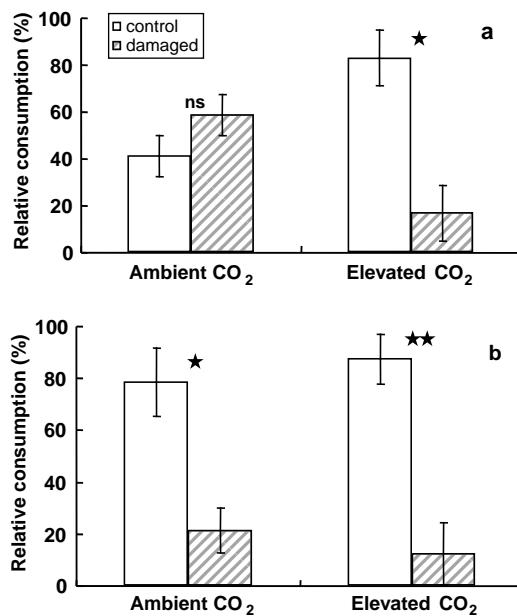 control
damaged
a
Relative consumption (%)
100
80
60
40
20
0
ns
★
Ambient CO₂
Elevated CO₂
b
Relative consumption (%)
100
80
60
40
20
0
★
★★
Ambient CO₂
Elevated CO₂